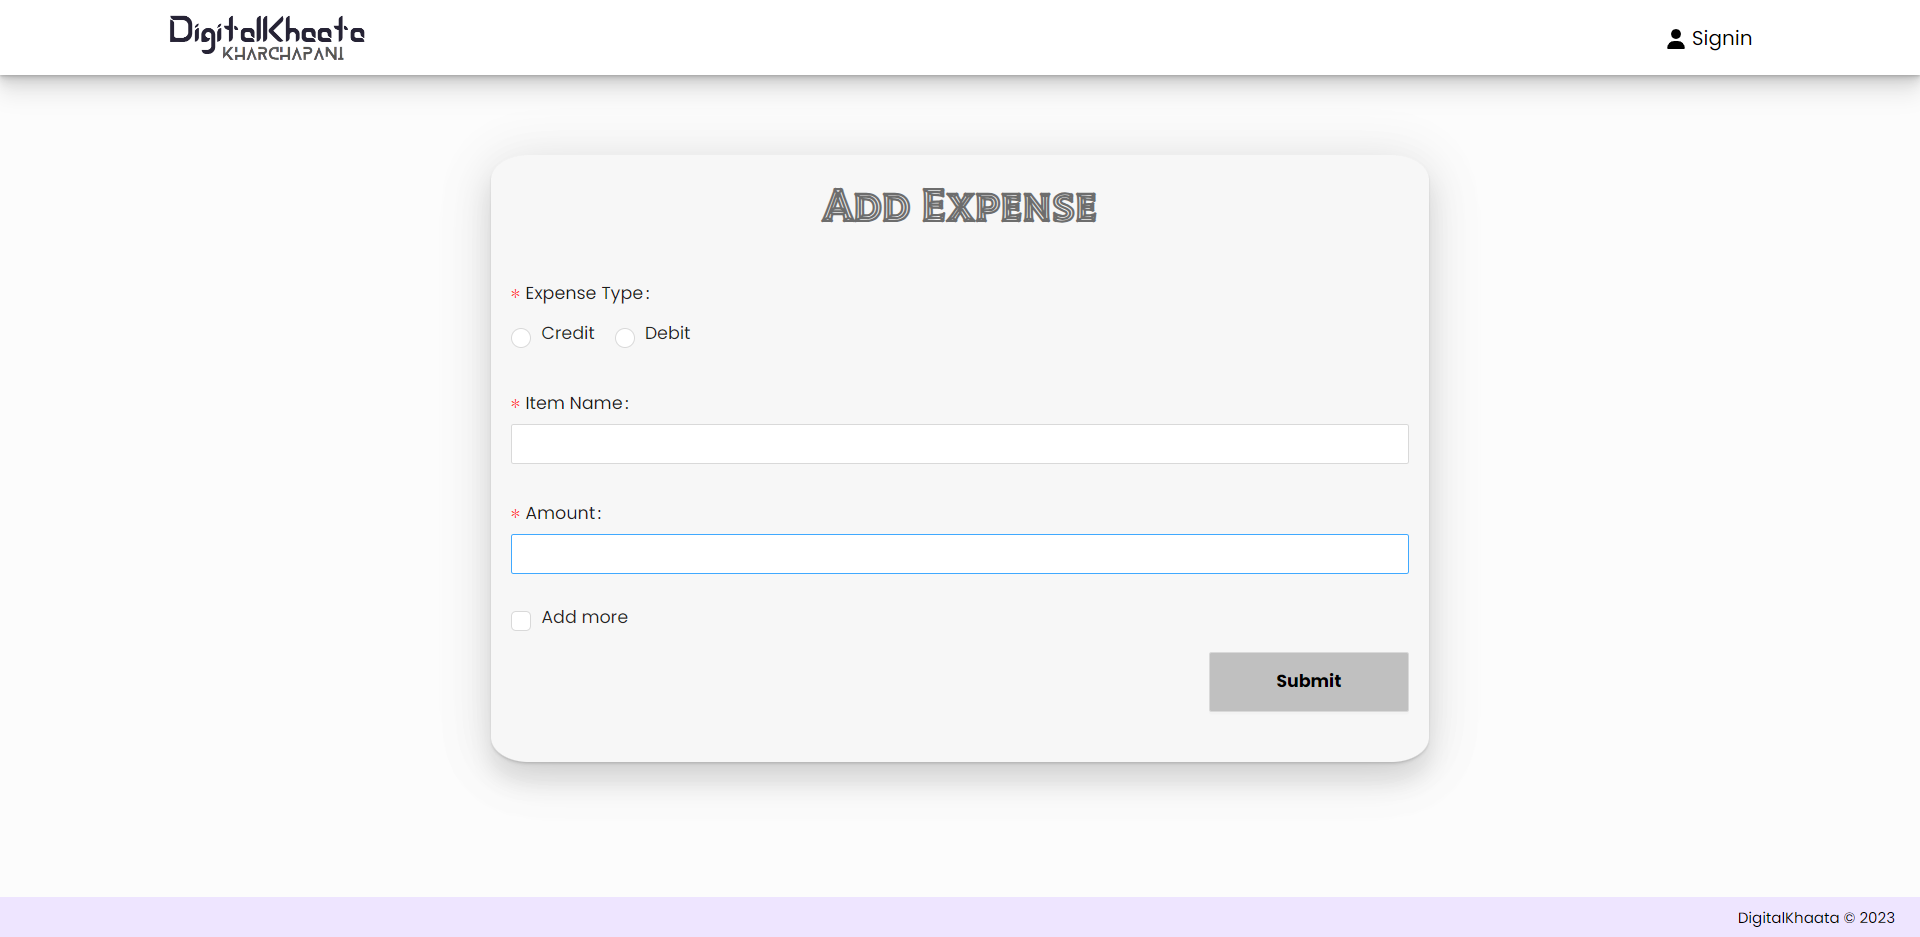 DigitalKhaata
KHARCHAPANI
Signin
Add Expense
* Expense Type:
Credit Debit
* Item Name:
* Amount:
Add more
Submit
DigitalKhaata © 2023